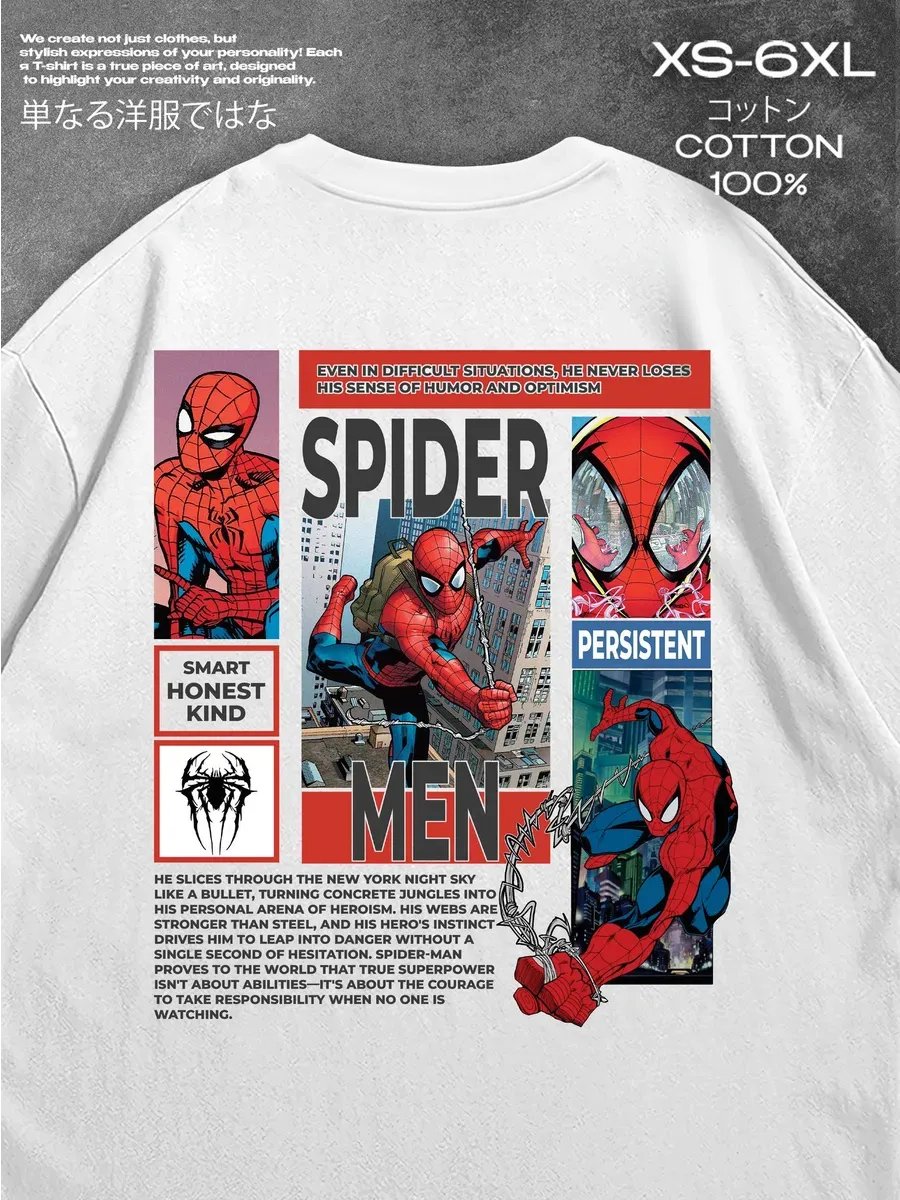 We create not just clothes, but
stylish expressions of your personality! Each
я T-shirt is a true piece of art, designed
to highlight your creativity and originality.
単なる洋服ではな
XS-6XL
コットン
COTTON
100%
EVEN IN DIFFICULT SITUATIONS, HE NEVER LOSES
HIS SENSE OF HUMOR AND OPTIMISM
SPIDER
MEN
PERSISTENT
SMART
HONEST
KIND
HE SLICES THROUGH THE NEW YORK NIGHT SKY
LIKE A BULLET, TURNING CONCRETE JUNGLES INTO
HIS PERSONAL ARENA OF HEROISM. HIS WEBS ARE
STRONGER THAN STEEL, AND HIS HERO'S INSTINCT
DRIVES HIM TO LEAP INTO DANGER WITHOUT A
SINGLE SECOND OF HESITATION. SPIDER-MAN
PROVES TO THE WORLD THAT TRUE SUPERPOWER
ISN'T ABOUT ABILITIES—IT'S ABOUT THE COURAGE
TO TAKE RESPONSIBILITY WHEN NO ONE IS
WATCHING.